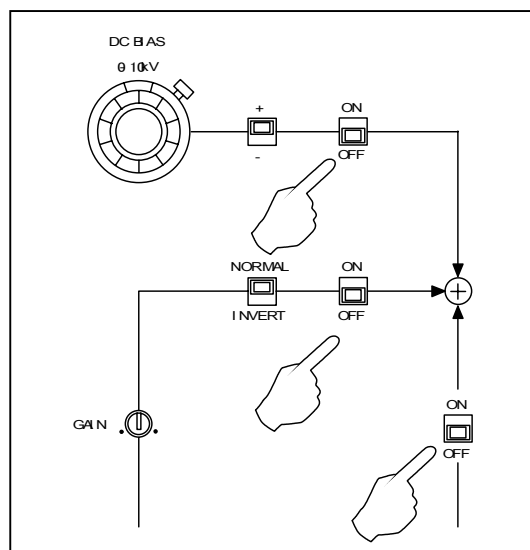 DC BIAS
0-10kV
+
-
ON
OFF
NORMAL
INVERT
ON
OFF
GAIN
ON
OFF